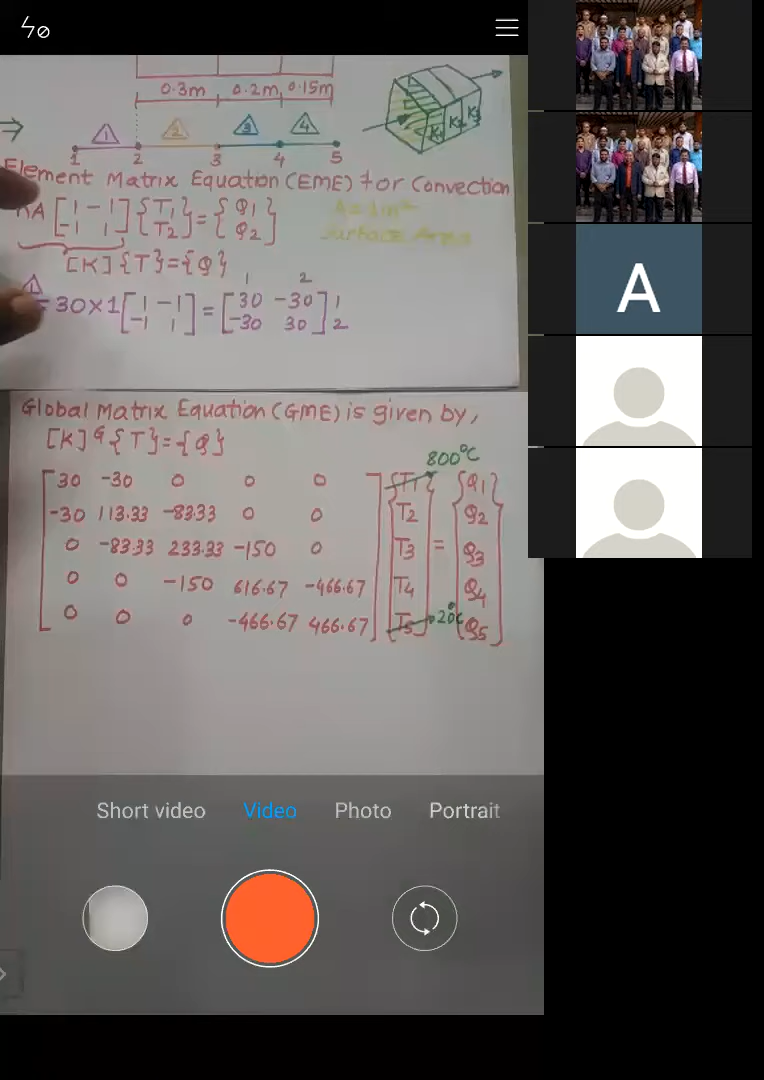 0.3m 0.2m 0.15m
K1 K2 K3
1 2 3 4
1 2 3 4 5
Element Matrix Equation (EME) for Convection
A [1 -1 -1 1] {T1 T2} = {Q1 Q2}
A=1m²
Surface Area
[K] {T}={Q}
1 2
1
= 30×1 [1 -1 -1 1] = [30 -30 -30 30] 1 2
Global Matrix Equation (GME) is given by,
[K]ᴳ {T}={Q}
800°C
30 -30 0 0 0 T1 Q1
-30 113.33 -83.33 0 0 T2 Q2
0 -83.33 233.33 -150 0 T3 = Q3
0 0 -150 616.67 -466.67 T4 Q4
0 0 0 -466.67 466.67 T5 20°C Q5
A
Short video Video Photo Portrait